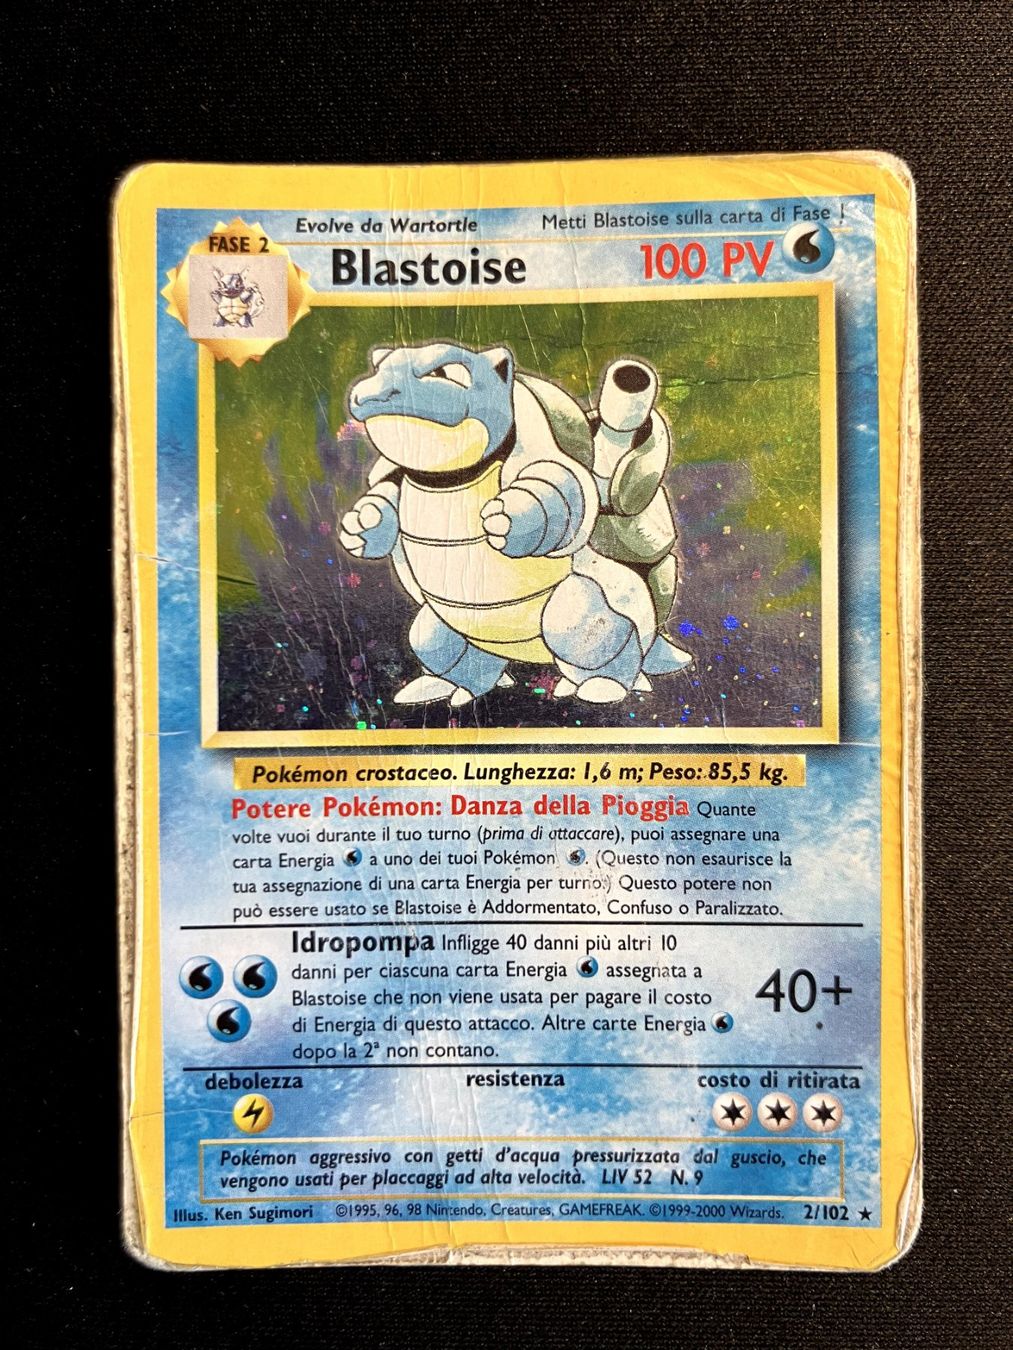 Evolve da Wartortle
Metti Blastoise sulla carta di Fase 1
FASE 2
Blastoise
100 PV
Pokémon crostaceo. Lunghezza: 1,6 m; Peso: 85,5 kg.
Potere Pokémon: Danza della Pioggia Quante
volte vuoi durante il tuo turno (prima di attaccare), puoi assegnare una
carta Energia a uno dei tuoi Pokémon . (Questo non esaurisce la
tua assegnazione di una carta Energia per turno.) Questo potere non
può essere usato se Blastoise è Addormentato, Confuso o Paralizzato.
Idropompa Infligge 40 danni più altri 10
danni per ciascuna carta Energia assegnata a
Blastoise che non viene usata per pagare il costo
di Energia di questo attacco. Altre carte Energia
dopo la 2ª non contano.
40+
debolezza
resistenza
costo di ritirata
Pokémon aggressivo con getti d'acqua pressurizzata dal guscio, che
vengono usati per placcaggi ad alta velocità. LIV 52 N. 9
Illus. Ken Sugimori ©1995, 96, 98 Nintendo, Creatures, GAMEFREAK. ©1999-2000 Wizards. 2/102 ★